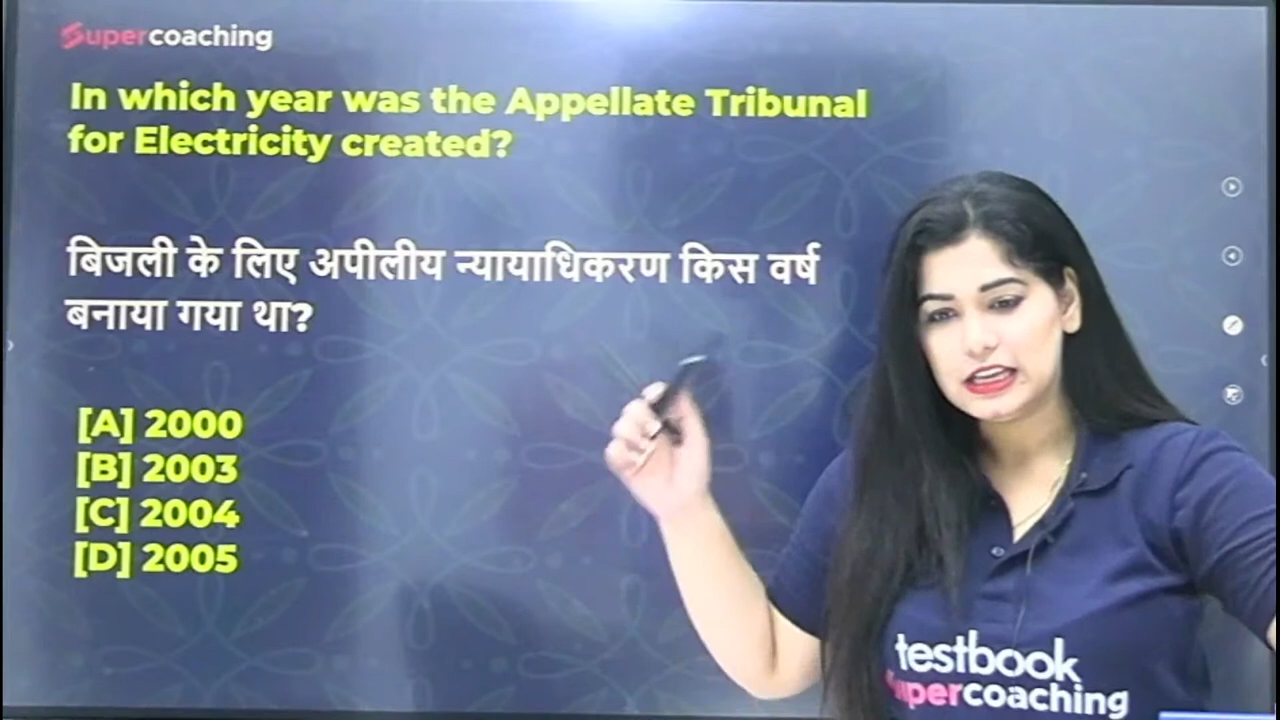 Supercoaching
In which year was the Appellate Tribunal
for Electricity created?
बिजली के लिए अपीलीय न्यायाधिकरण किस वर्ष
बनाया गया था?
[A] 2000
[B] 2003
[C] 2004
[D] 2005
testbook
supercoaching